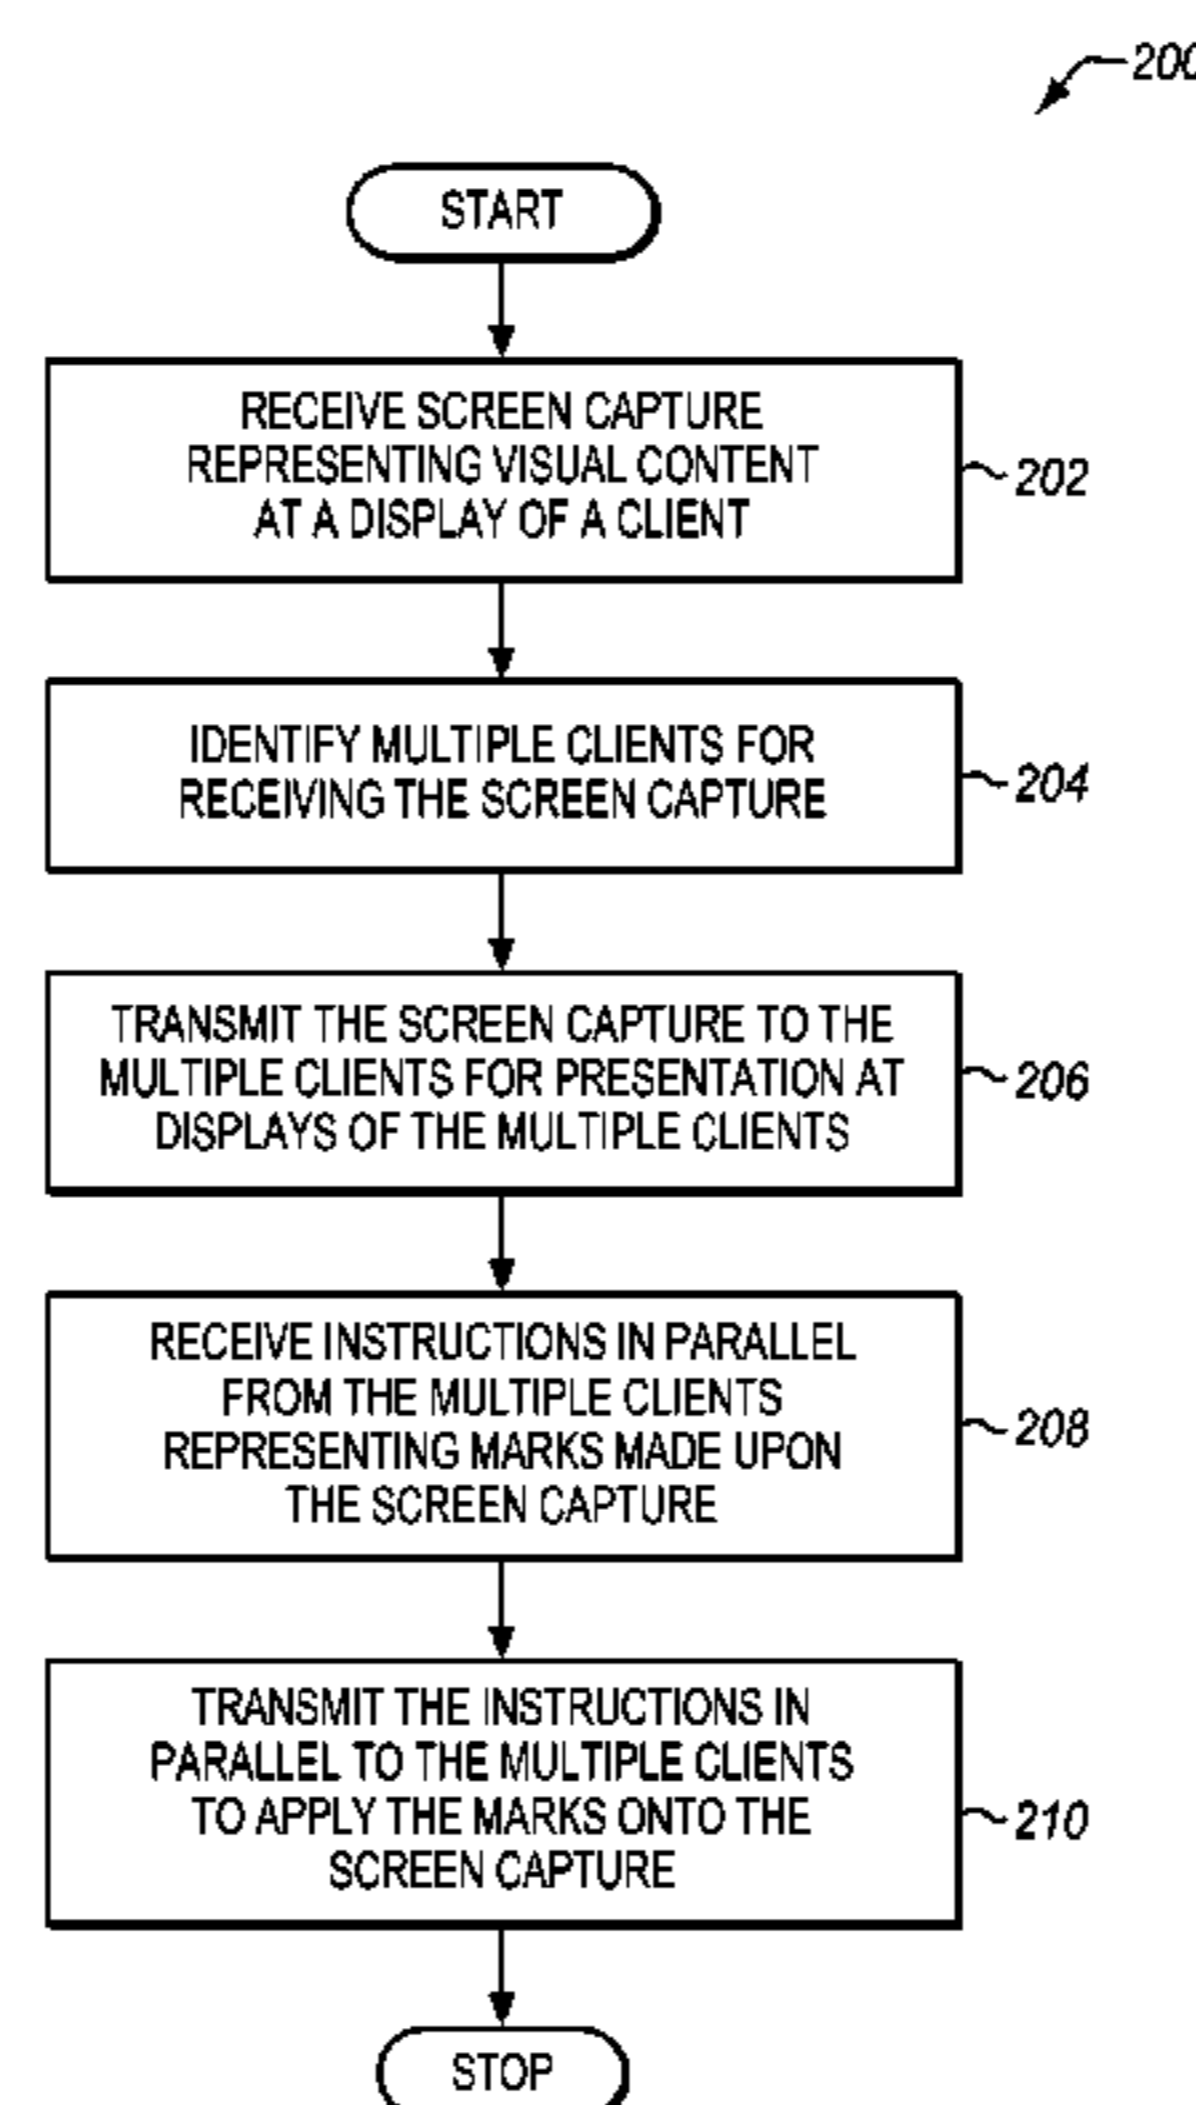 200
START
RECEIVE SCREEN CAPTURE
REPRESENTING VISUAL CONTENT
AT A DISPLAY OF A CLIENT
202
IDENTIFY MULTIPLE CLIENTS FOR
RECEIVING THE SCREEN CAPTURE
204
TRANSMIT THE SCREEN CAPTURE TO THE
MULTIPLE CLIENTS FOR PRESENTATION AT
DISPLAYS OF THE MULTIPLE CLIENTS
206
RECEIVE INSTRUCTIONS IN PARALLEL
FROM THE MULTIPLE CLIENTS
REPRESENTING MARKS MADE UPON
THE SCREEN CAPTURE
208
TRANSMIT THE INSTRUCTIONS IN
PARALLEL TO THE MULTIPLE CLIENTS
TO APPLY THE MARKS ONTO THE
SCREEN CAPTURE
210
STOP